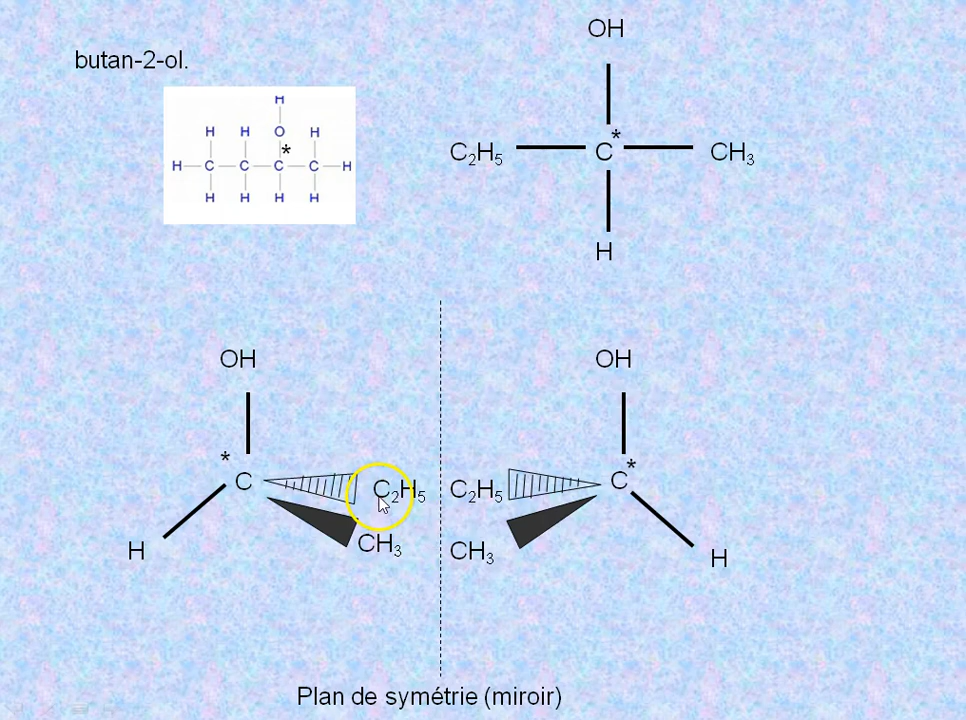 butan-2-ol.
H
H H O H
*
H C C C C H
H H H H
OH
*
C2H5 C CH3
H
OH
*
C C2H5
H CH3
OH
*
C2H5 C
CH3 H
Plan de symétrie (miroir)